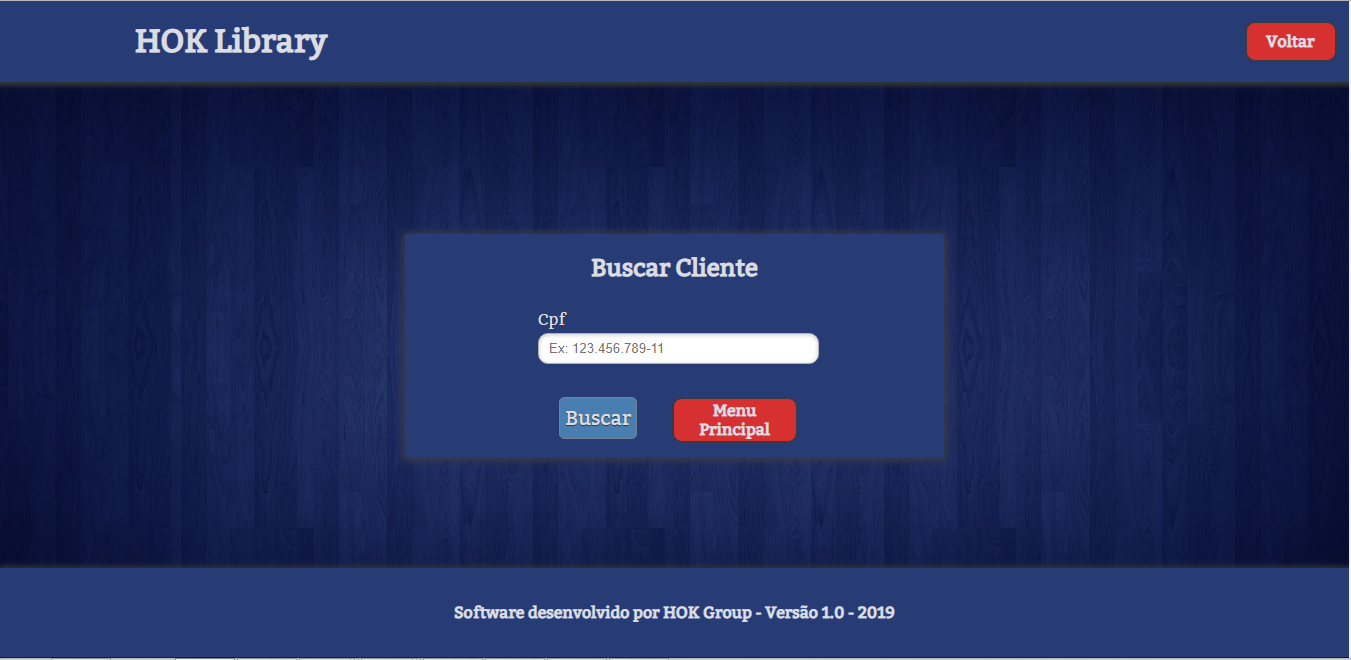 HOK Library
Voltar
Buscar Cliente
Cpf
Ex: 123.456.789-11
Buscar
Menu
Principal
Software desenvolvido por HOK Group - Versão 1.0 - 2019